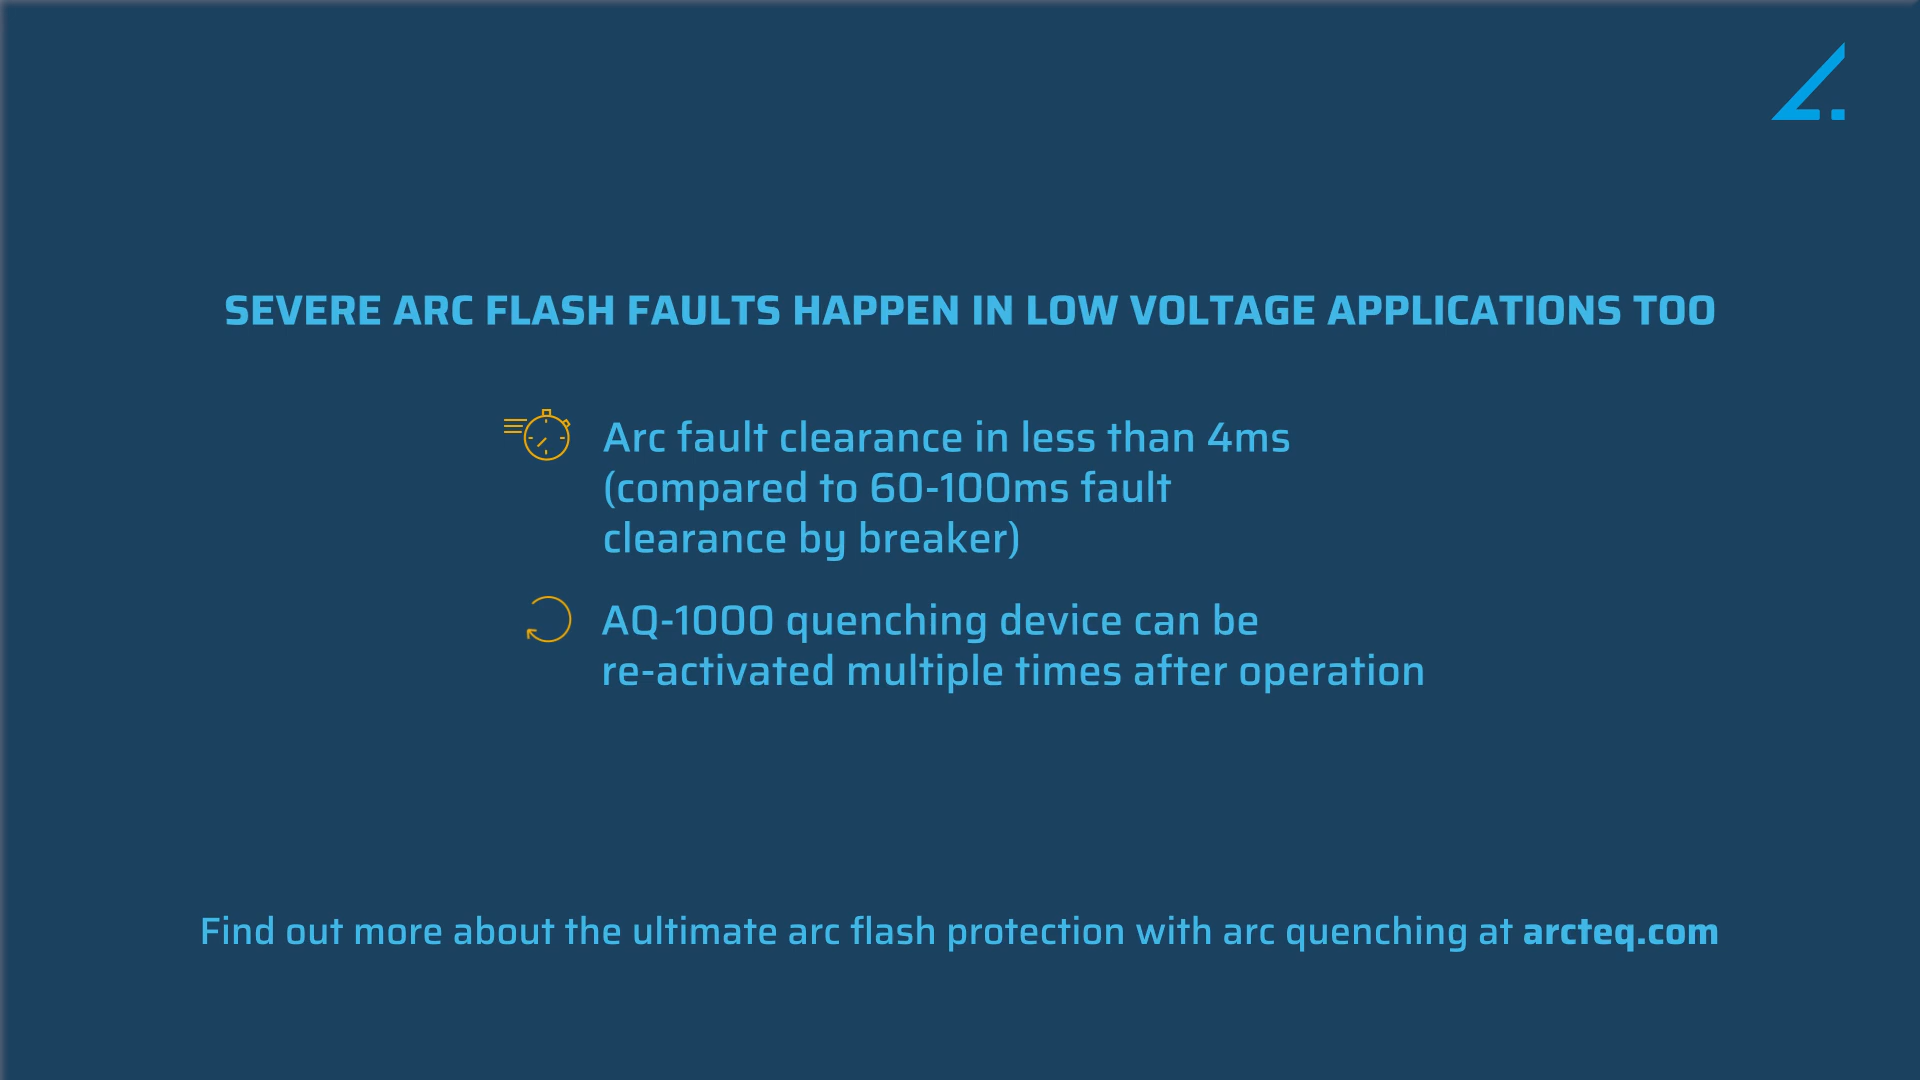 SEVERE ARC FLASH FAULTS HAPPEN IN LOW VOLTAGE APPLICATIONS TOO
Arc fault clearance in less than 4ms
(compared to 60-100ms fault
clearance by breaker)
AQ-1000 quenching device can be
re-activated multiple times after operation
Find out more about the ultimate arc flash protection with arc quenching at arcteq.com